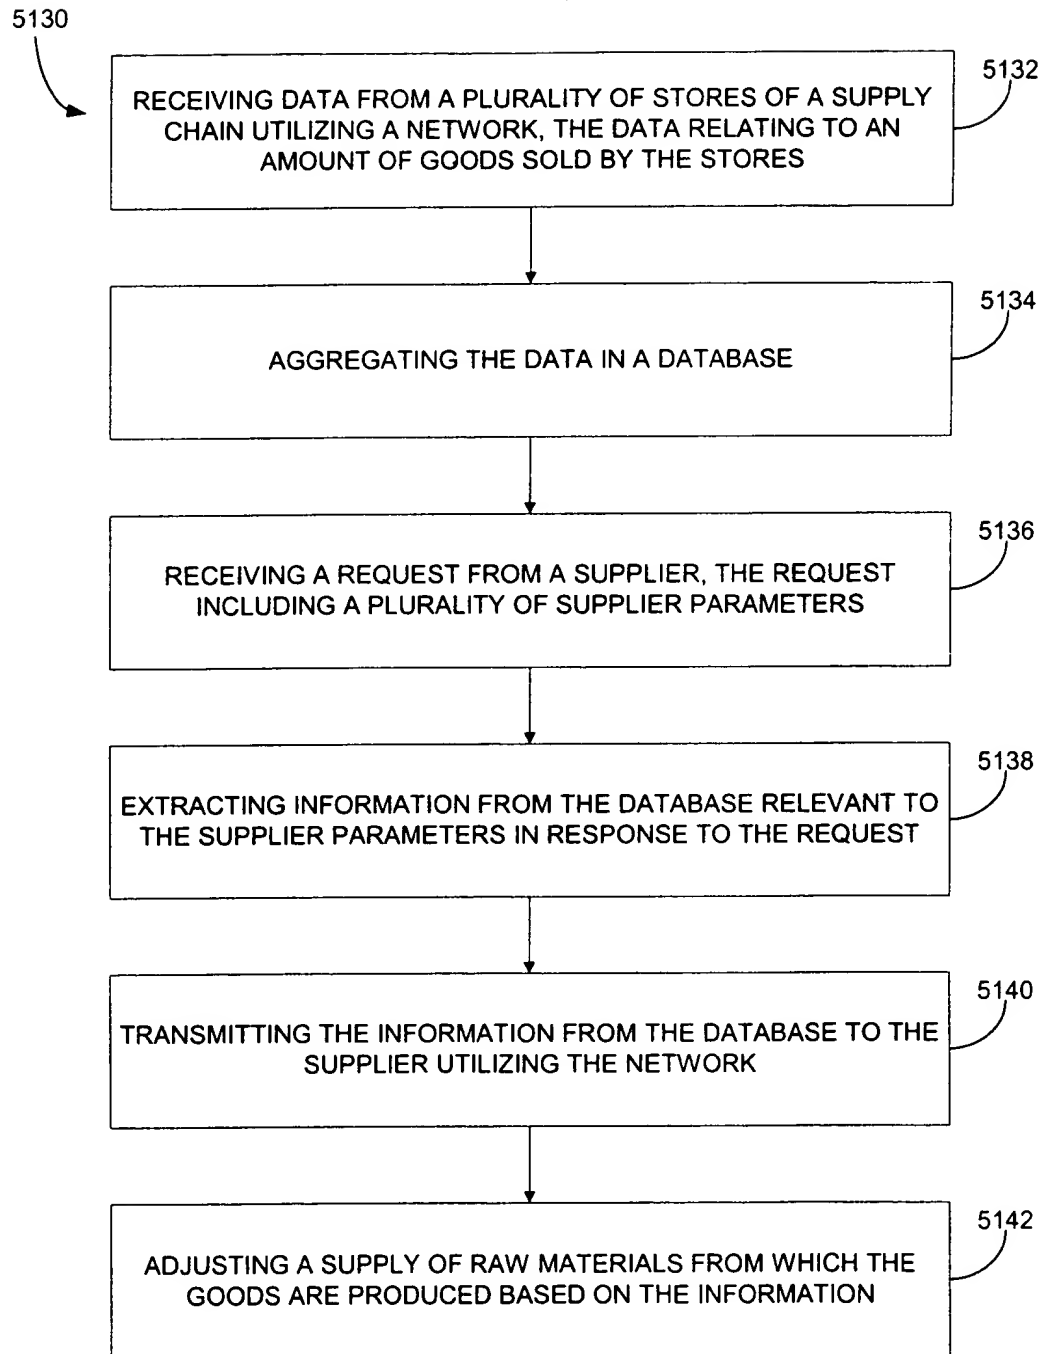 5130
5132
RECEIVING DATA FROM A PLURALITY OF STORES OF A SUPPLY
CHAIN UTILIZING A NETWORK, THE DATA RELATING TO AN
AMOUNT OF GOODS SOLD BY THE STORES
5134
AGGREGATING THE DATA IN A DATABASE
5136
RECEIVING A REQUEST FROM A SUPPLIER, THE REQUEST
INCLUDING A PLURALITY OF SUPPLIER PARAMETERS
5138
EXTRACTING INFORMATION FROM THE DATABASE RELEVANT TO
THE SUPPLIER PARAMETERS IN RESPONSE TO THE REQUEST
5140
TRANSMITTING THE INFORMATION FROM THE DATABASE TO THE
SUPPLIER UTILIZING THE NETWORK
5142
ADJUSTING A SUPPLY OF RAW MATERIALS FROM WHICH THE
GOODS ARE PRODUCED BASED ON THE INFORMATION